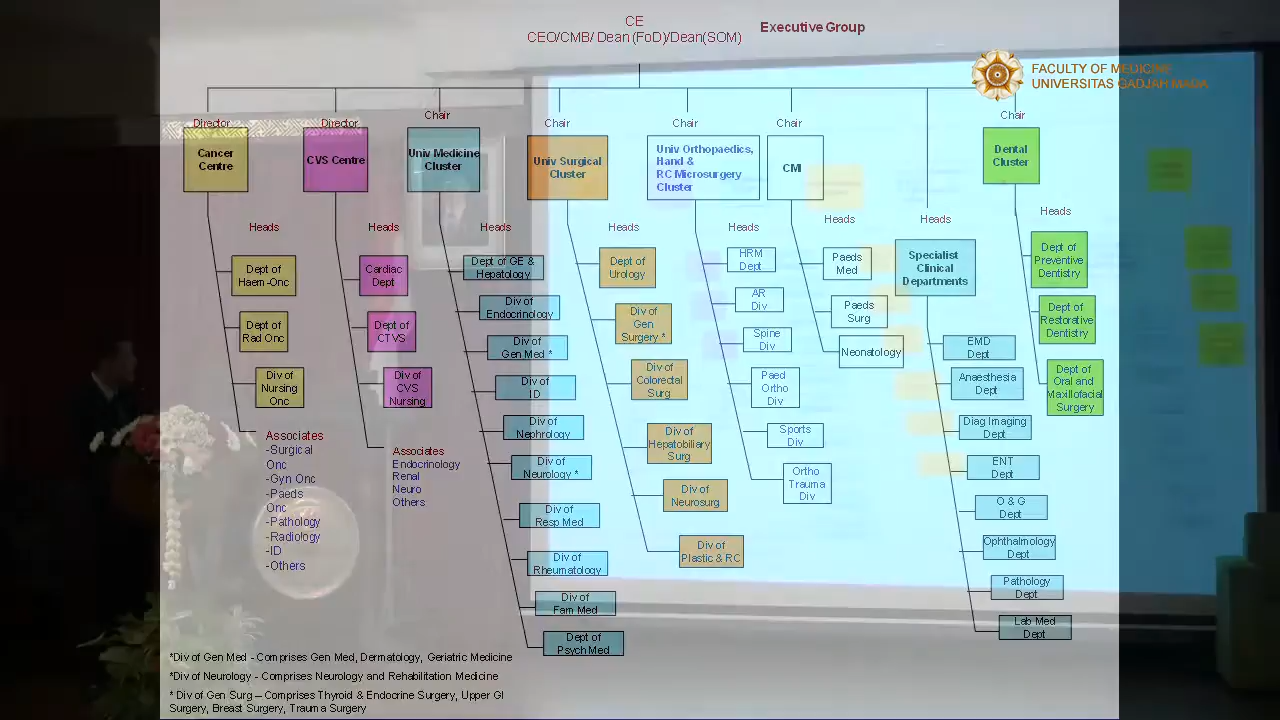 CE
CEO/CMB/ Dean (FoD)/Dean(SOM)
Executive Group
FACULTY OF MEDICINE
UNIVERSITAS GADJAH MADA
Director
Cancer
Centre
Heads
Dept of
Haem-Onc
Dept of
Rad Onc
Div of
Nursing
Onc
Associates
-Surgical
Onc
-Gyn Onc
-Paeds
Onc
-Pathology
-Radiology
-ID
-Others
Director
CVS Centre
Heads
Cardiac
Dept
Dept of
CTVS
Div of
CVS
Nursing
Associates
Endocrinology
Renal
Neuro
Others
Chair
Univ Medicine
Cluster
Heads
Dept of GE &
Hepatology
Div of
Endocrinology
Div of
Gen Med *
Div of
ID
Div of
Nephrology
Div of
Neurology *
Div of
Resp Med
Div of
Rheumatology
Div of
Fam Med
Dept of
Psych Med
Chair
Univ Surgical
Cluster
Heads
Dept of
Urology
Div of
Gen
Surgery *
Div of
Colorectal
Surg
Div of
Hepatobiliary
Surg
Div of
Neurosurg
Div of
Plastic & RC
Chair
Univ Orthopaedics,
Hand &
RC Microsurgery
Cluster
Heads
HRM
Dept
AR
Div
Spine
Div
Paed
Ortho
Div
Sports
Div
Ortho
Trauma
Div
Chair
CMI
Heads
Paeds
Med
Paeds
Surg
Neonatology
Heads
Specialist
Clinical
Departments
EMD
Dept
Anaesthesia
Dept
Diag Imaging
Dept
ENT
Dept
O & G
Dept
Ophthalmology
Dept
Pathology
Dept
Lab Med
Dept
Chair
Dental
Cluster
Heads
Dept of
Preventive
Dentistry
Dept of
Restorative
Dentistry
Dept of
Oral and
Maxillofacial
Surgery
*Div of Gen Med - Comprises Gen Med, Dermatology, Geriatric Medicine
*Div of Neurology - Comprises Neurology and Rehabilitation Medicine
* Div of Gen Surg – Comprises Thyroid & Endocrine Surgery, Upper GI
Surgery, Breast Surgery, Trauma Surgery